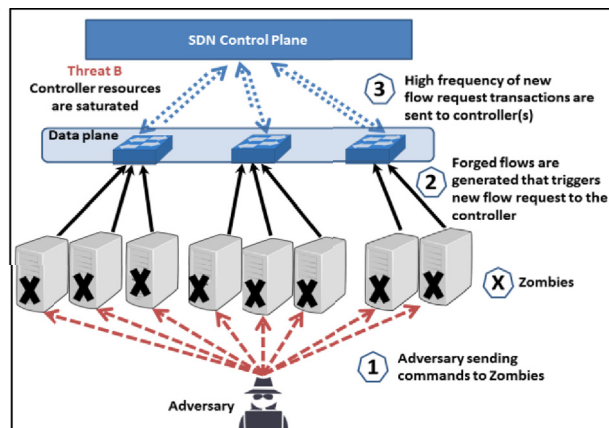 SDN Control Plane
Threat B
Controller resources
are saturated
3
High frequency of new
flow request transactions are
sent to controller(s)
Data plane
2
Forged flows are
generated that triggers
new flow request to the
controller
X X X X X X X X
X
Zombies
1
Adversary sending
commands to Zombies
Adversary